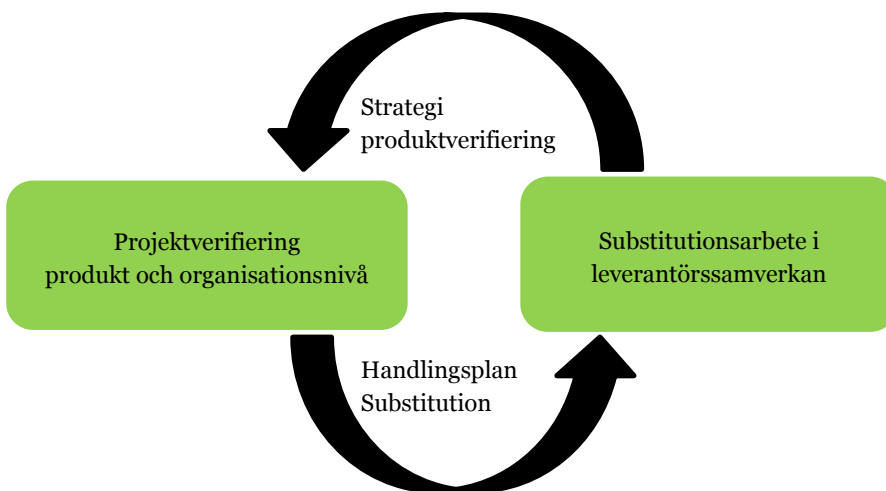 Strategi
produktverifiering
Projektverifiering
produkt och organisationsnivå
Substitutionsarbete i
leverantörssamverkan
Handlingsplan
Substitution